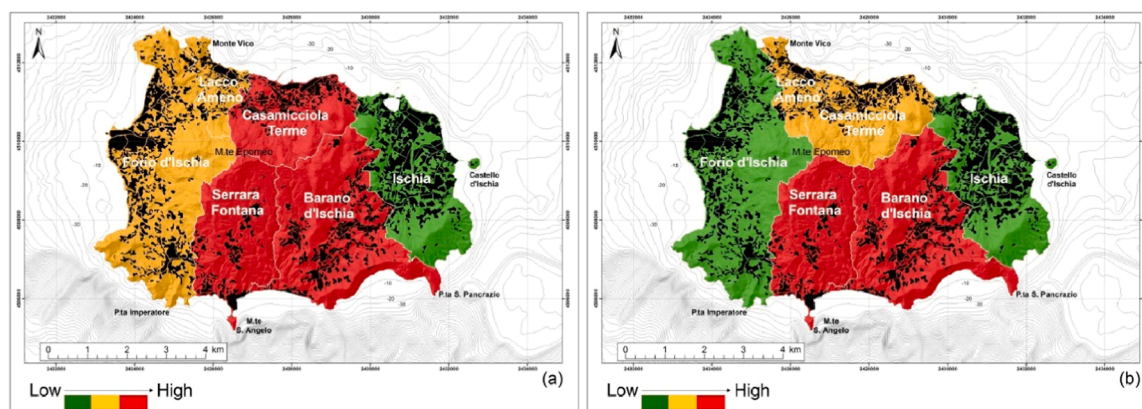 N
Monte Vico
Lacco
Ameno
Casamicciola
Terme
M.te Epomeo
Forio d'Ischia
Ischia
Castello
d'Ischia
Serrara
Fontana
Barano
d'Ischia
P.ta S. Pancrazio
P.ta Imperatore
M.te
S. Angelo
0 1 2 3 4 km
Low High
(a)
N
Monte Vico
Lacco
Ameno
Casamicciola
Terme
M.te Epomeo
Forio d'Ischia
Ischia
Castello
d'Ischia
Serrara
Fontana
Barano
d'Ischia
P.ta S. Pancrazio
P.ta Imperatore
M.te
S. Angelo
0 1 2 3 4 km
Low High
(b)